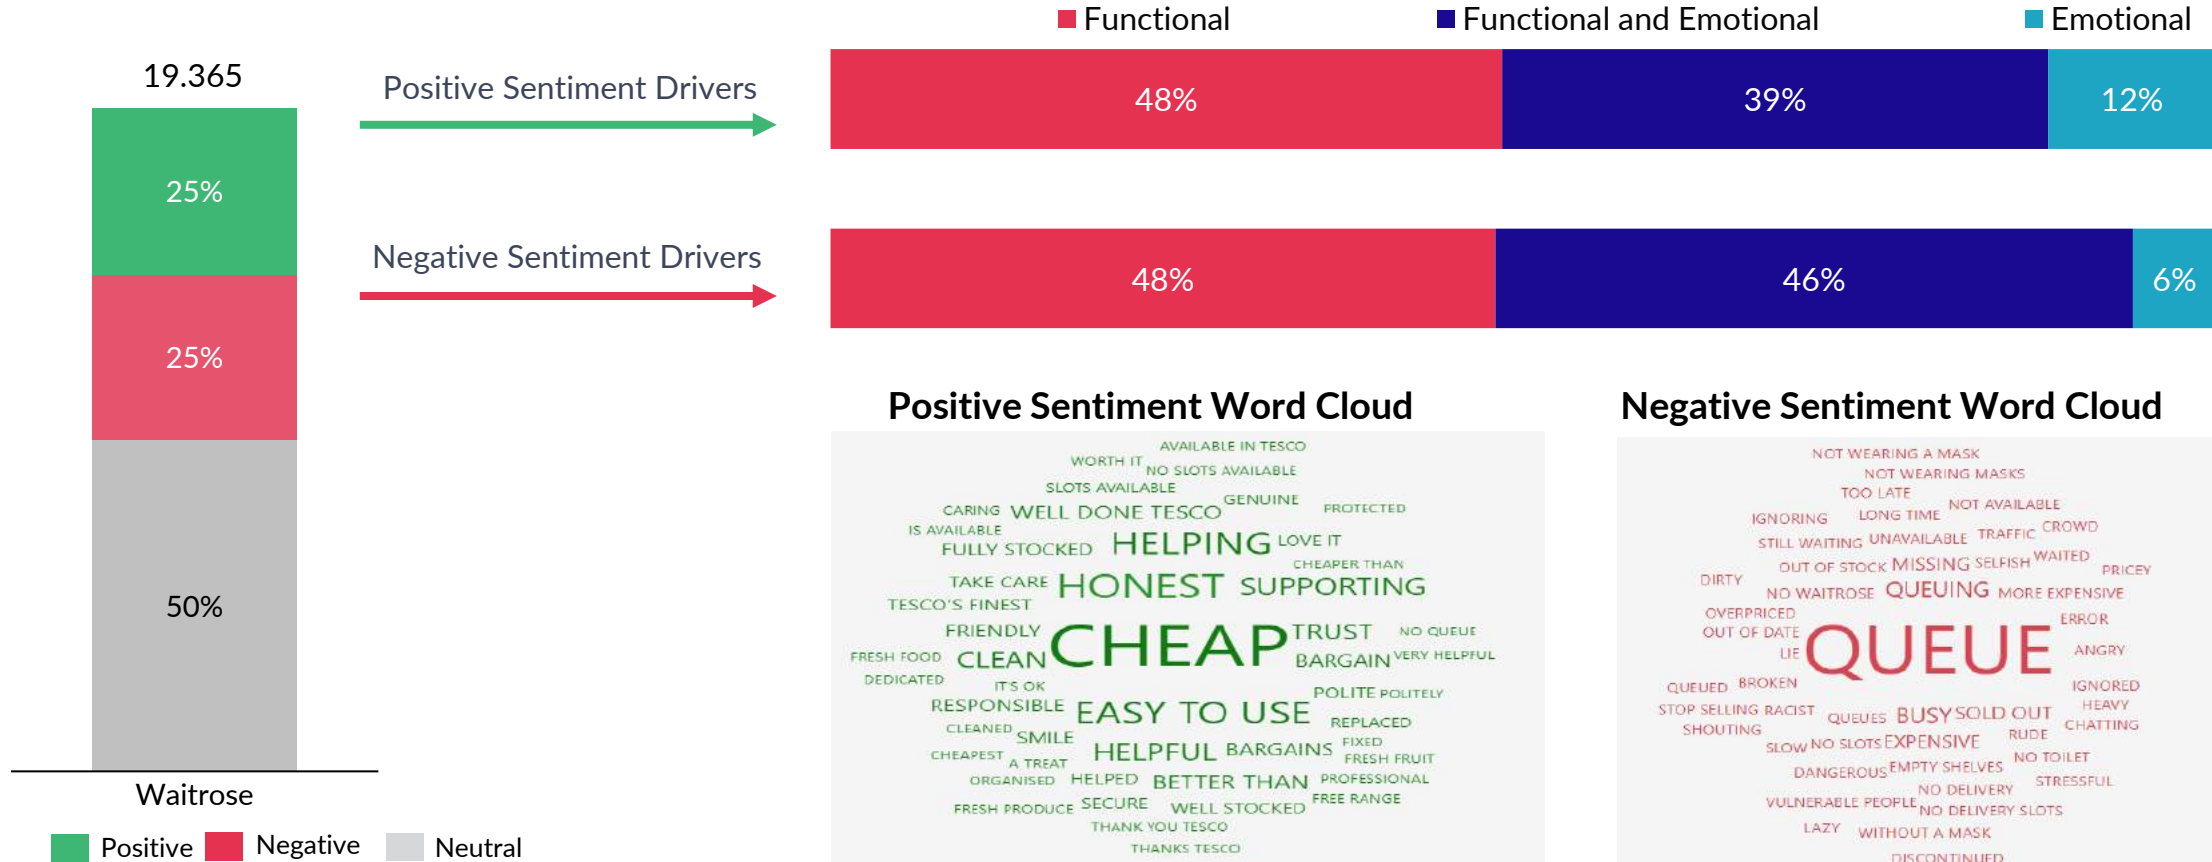 Functional
Functional and Emotional
Emotional
19.365
Positive Sentiment Drivers
48%
39%
12%
25%
Negative Sentiment Drivers
48%
46%
6%
25%
50%
Waitrose
Positive
Negative
Neutral
Positive Sentiment Word Cloud
AVAILABLE IN TESCO
WORTH IT
NO SLOTS AVAILABLE
SLOTS AVAILABLE
GENUINE
CARING
WELL DONE TESCO
PROTECTED
IS AVAILABLE
FULLY STOCKED
HELPING
LOVE IT
CHEAPER THAN
TAKE CARE
HONEST
SUPPORTING
TESCO'S FINEST
FRIENDLY
CHEAP
TRUST
NO QUEUE
FRESH FOOD
CLEAN
BARGAIN
VERY HELPFUL
DEDICATED
IT'S OK
POLITE
POLITELY
RESPONSIBLE
EASY TO USE
REPLACED
CLEANED
SMILE
FIXED
CHEAPEST
A TREAT
HELPFUL
BARGAINS
FRESH FRUIT
ORGANISED
HELPED
BETTER THAN
PROFESSIONAL
FRESH PRODUCE
SECURE
WELL STOCKED
FREE RANGE
THANK YOU TESCO
THANKS TESCO
Negative Sentiment Word Cloud
NOT WEARING A MASK
NOT WEARING MASKS
TOO LATE
NOT AVAILABLE
IGNORING
LONG TIME
CROWD
STILL WAITING
UNAVAILABLE
TRAFFIC
OUT OF STOCK
MISSING
SELFISH
WAITED
PRICEY
DIRTY
NO WAITROSE
QUEUING
MORE EXPENSIVE
OVERPRICED
ERROR
OUT OF DATE
LIE
QUEUE
ANGRY
QUEUED
BROKEN
IGNORED
STOP SELLING
RACIST
QUEUES
BUSY
SOLD OUT
HEAVY
SHOUTING
CHATTING
RUDE
SLOW
NO SLOTS
EXPENSIVE
NO TOILET
DANGEROUS
EMPTY SHELVES
STRESSFUL
NO DELIVERY
VULNERABLE PEOPLE
NO DELIVERY SLOTS
LAZY
WITHOUT A MASK
DISCONTINUED